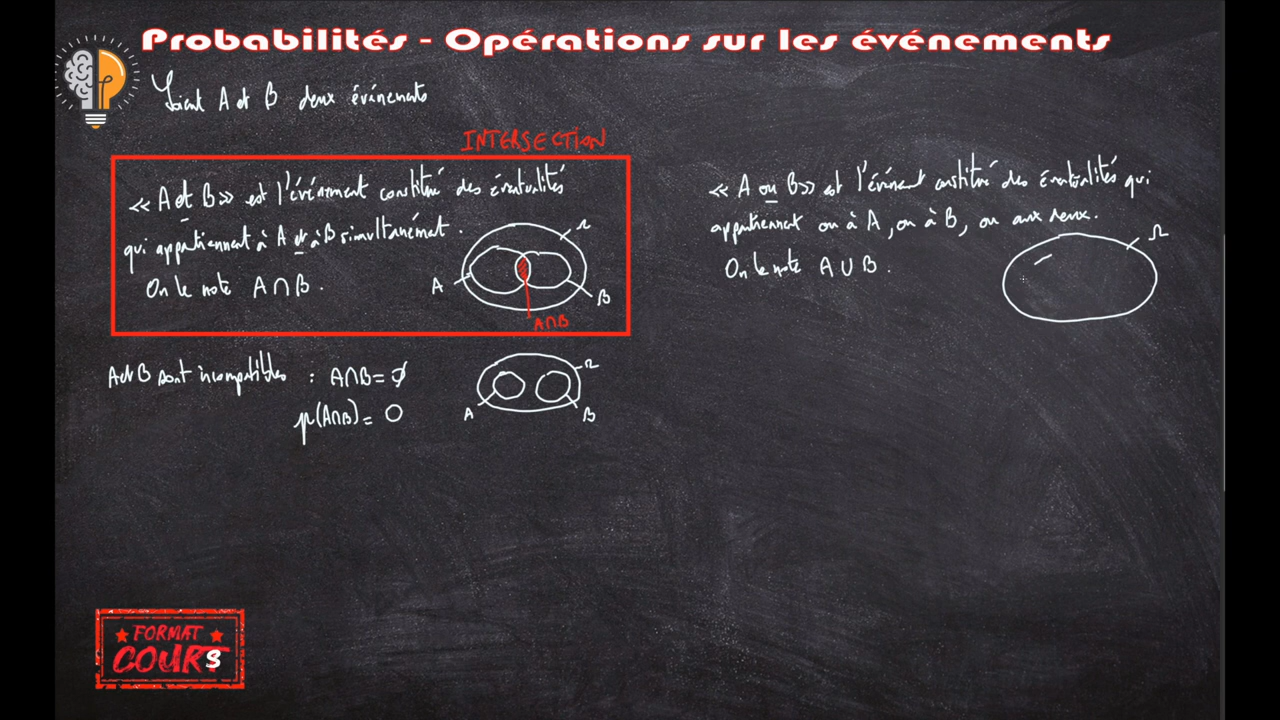 Probabilités - Opérations sur les événements
Soient A et B deux événements
INTERSECTION
« A et B » est l'événement constitué des éventualités
qui appartiennent à A et à B simultanément.
On le note A ∩ B.
Ω
A
B
A∩B
A et B sont incompatibles : A∩B = ∅
p(A∩B) = 0
Ω
A
B
« A ou B » est l'événement constitué des éventualités qui
appartiennent ou à A, ou à B, ou aux deux.
On le note A ∪ B.
Ω
FORMAT
COURS